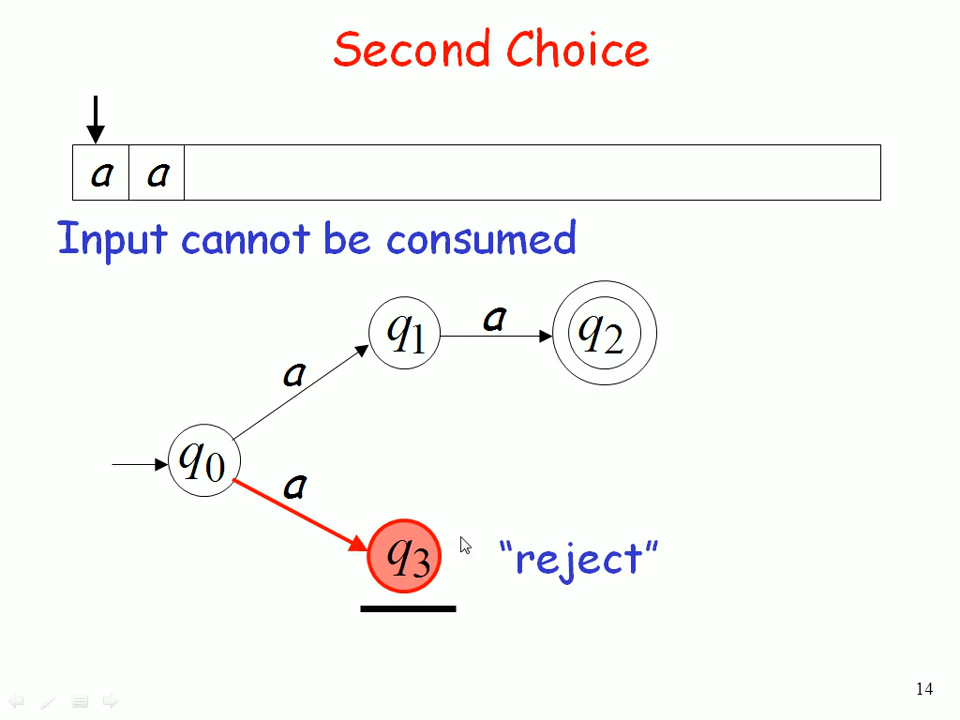 Second Choice
a a
Input cannot be consumed
q1 a q2
a
q0
a
q3 “reject”
14